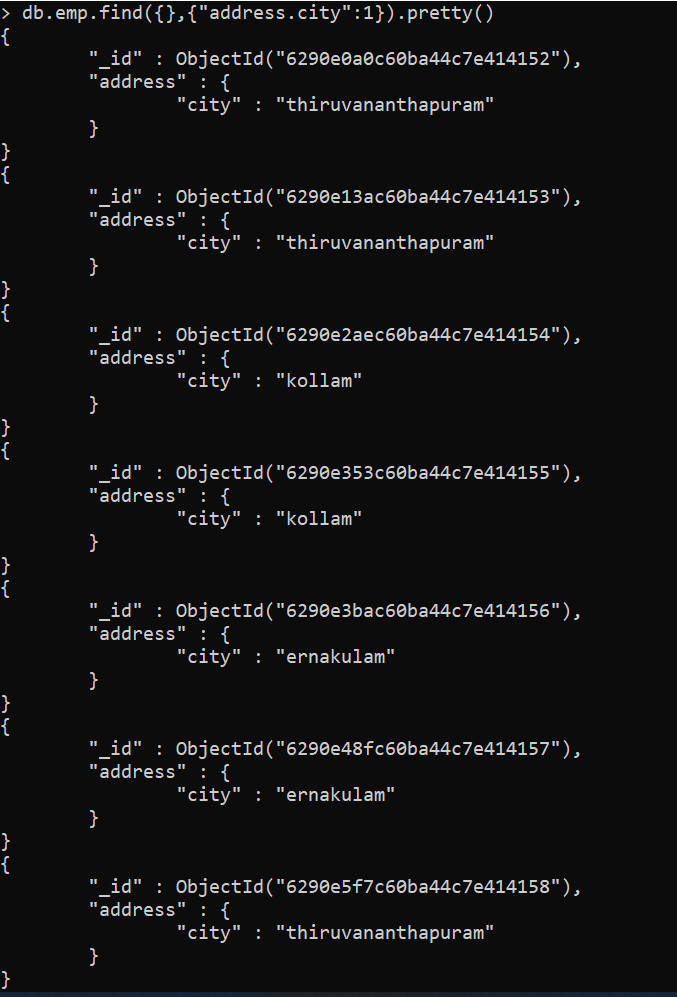 > db.emp.find({},{"address.city":1}).pretty()
{
        "_id" : ObjectId("6290e0a0c60ba44c7e414152"),
        "address" : {
                "city" : "thiruvananthapuram"
        }
}
{
        "_id" : ObjectId("6290e13ac60ba44c7e414153"),
        "address" : {
                "city" : "thiruvananthapuram"
        }
}
{
        "_id" : ObjectId("6290e2aec60ba44c7e414154"),
        "address" : {
                "city" : "kollam"
        }
}
{
        "_id" : ObjectId("6290e353c60ba44c7e414155"),
        "address" : {
                "city" : "kollam"
        }
}
{
        "_id" : ObjectId("6290e3bac60ba44c7e414156"),
        "address" : {
                "city" : "ernakulam"
        }
}
{
        "_id" : ObjectId("6290e48fc60ba44c7e414157"),
        "address" : {
                "city" : "ernakulam"
        }
}
{
        "_id" : ObjectId("6290e5f7c60ba44c7e414158"),
        "address" : {
                "city" : "thiruvananthapuram"
        }
}